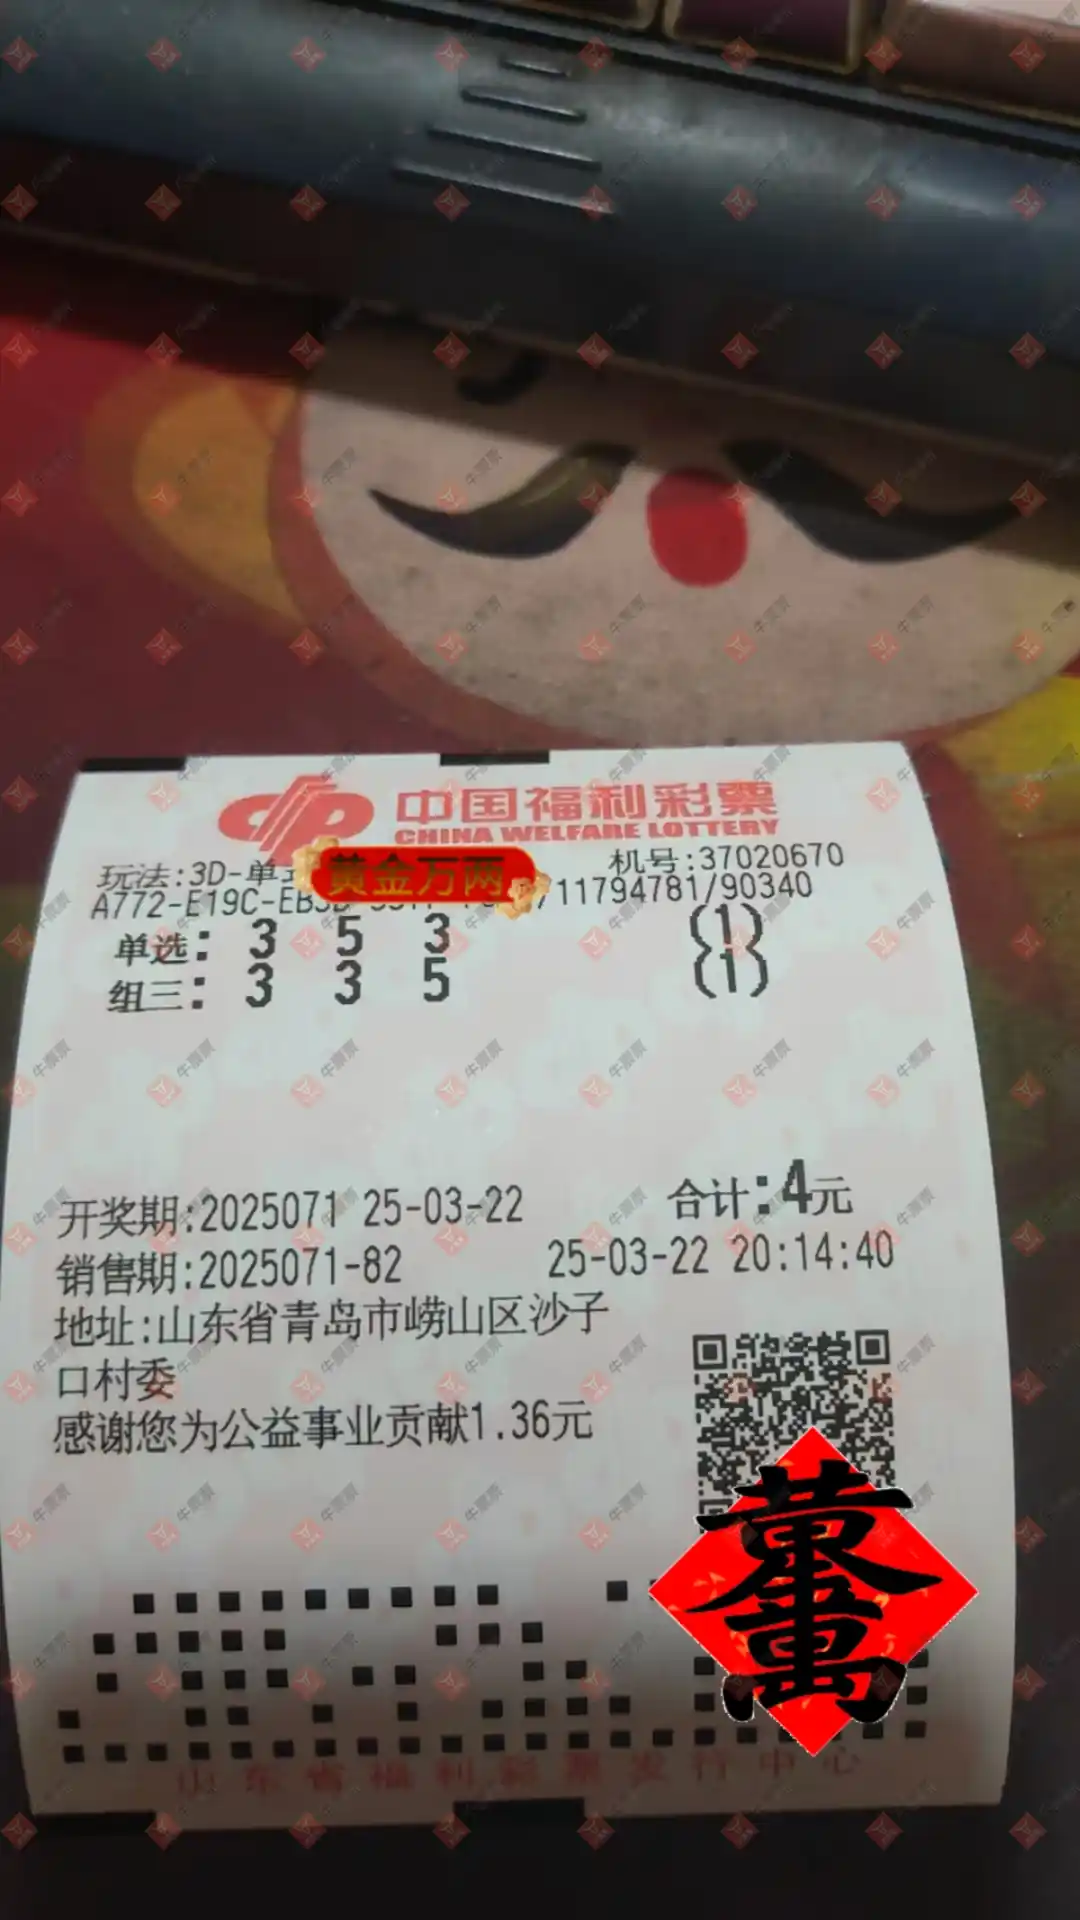 中国福利彩票
CHINA WELFARE LOTTERY
玩法:3D-单 黄金万两 机号:37020670
A772-E19C- 11794781/90340
单选: 3 5 3 (1)
组三: 3 3 5 (1)
开奖期:2025071 25-03-22 合计:4元
销售期:2025071-82 25-03-22 20:14:40
地址:山东省青岛市崂山区沙子
口村委
感谢您为公益事业贡献1.36元
山东省福利彩票发行中心
牛票票